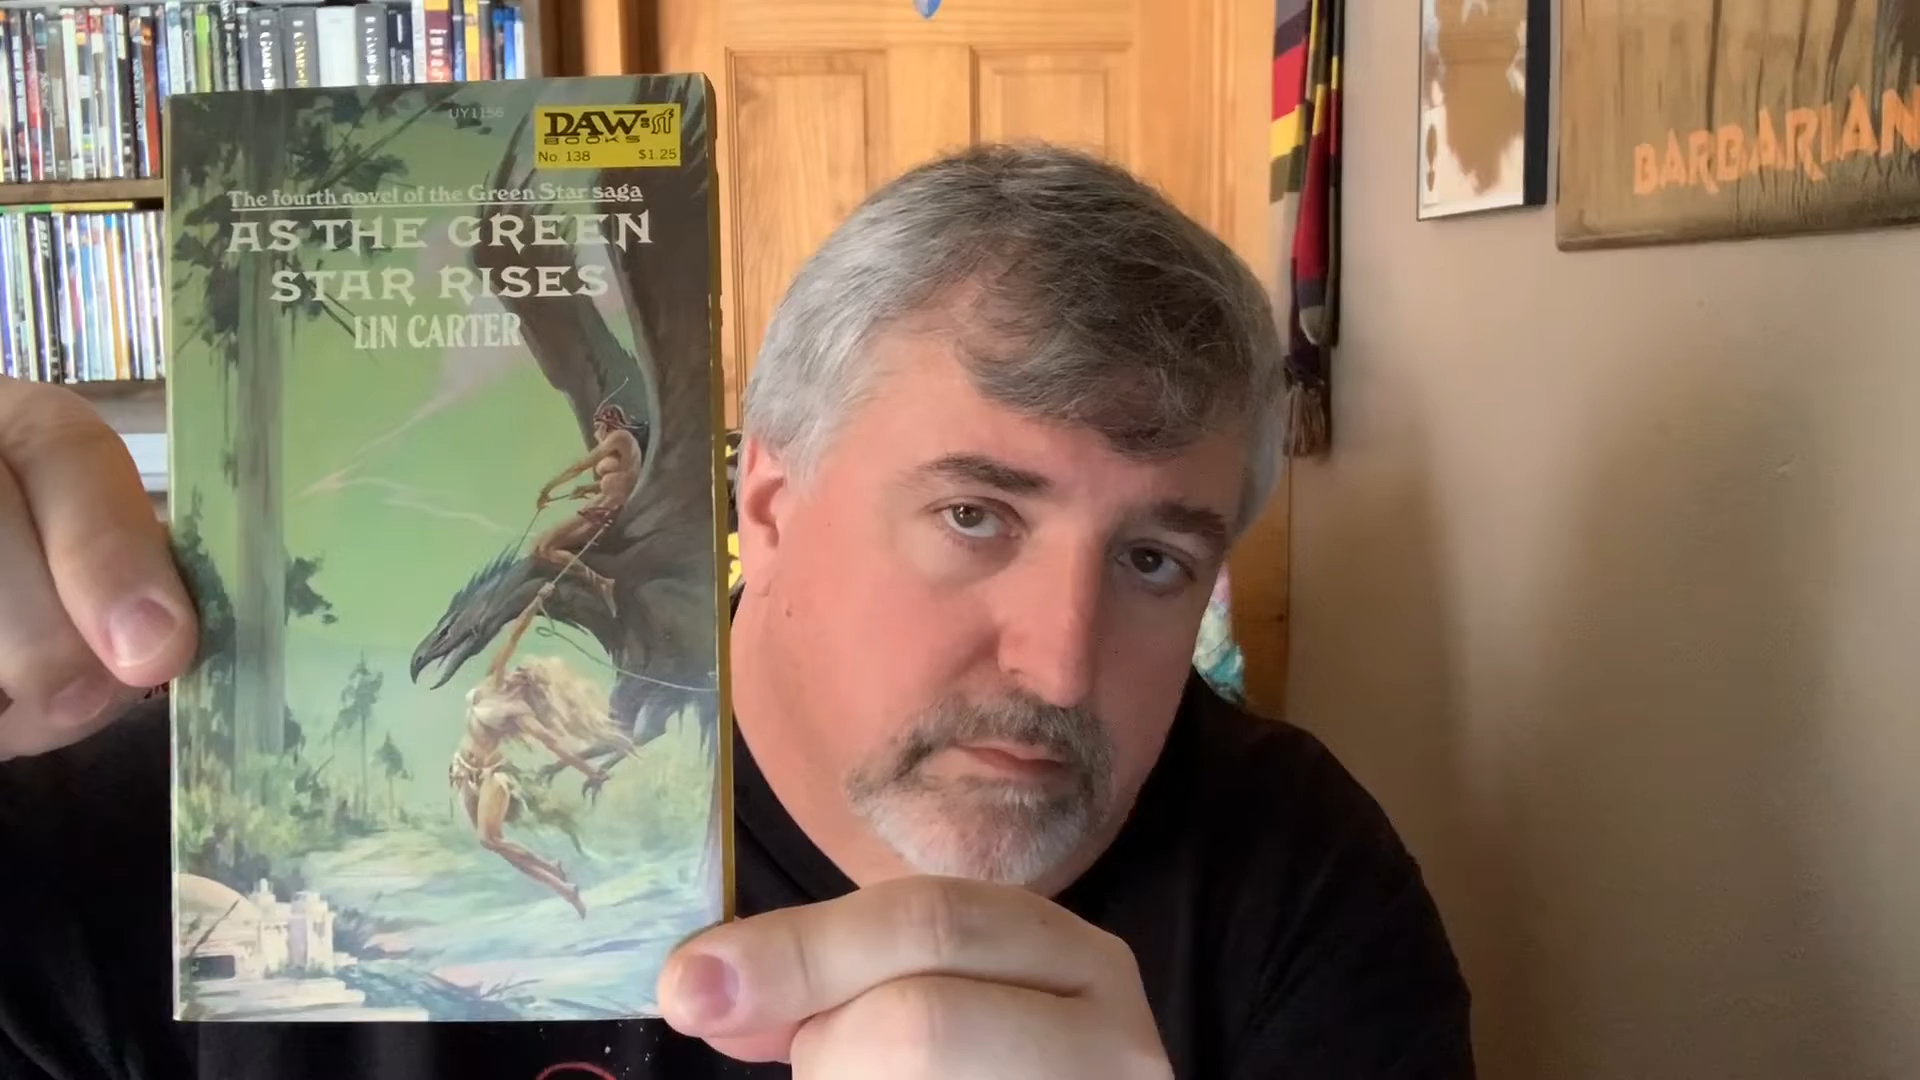 UY1156
DAW=sf
BOOKS
No. 138 $1.25
The fourth novel of the Green Star saga
AS THE GREEN
STAR RISES
LIN CARTER
BARBARIAN